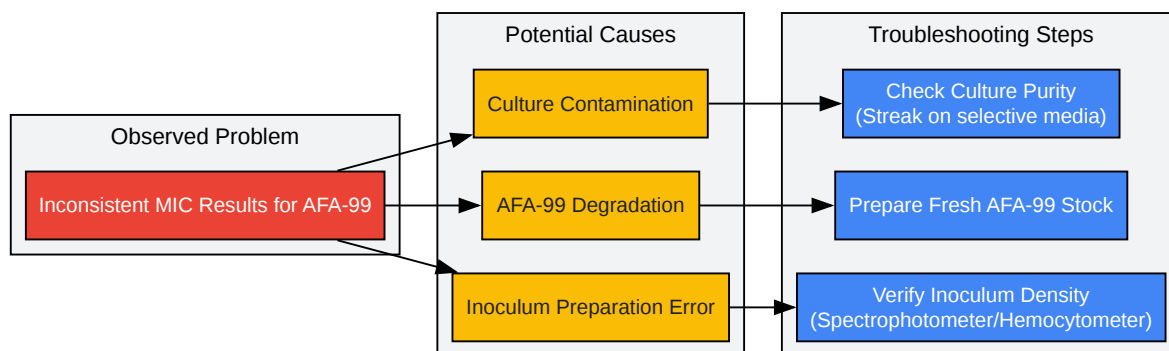 Observed Problem
Inconsistent MIC Results for AFA-99
Potential Causes
Culture Contamination
AFA-99 Degradation
Inoculum Preparation Error
Troubleshooting Steps
Check Culture Purity
(Streak on selective media)
Prepare Fresh AFA-99 Stock
Verify Inoculum Density
(Spectrophotometer/Hemocytometer)